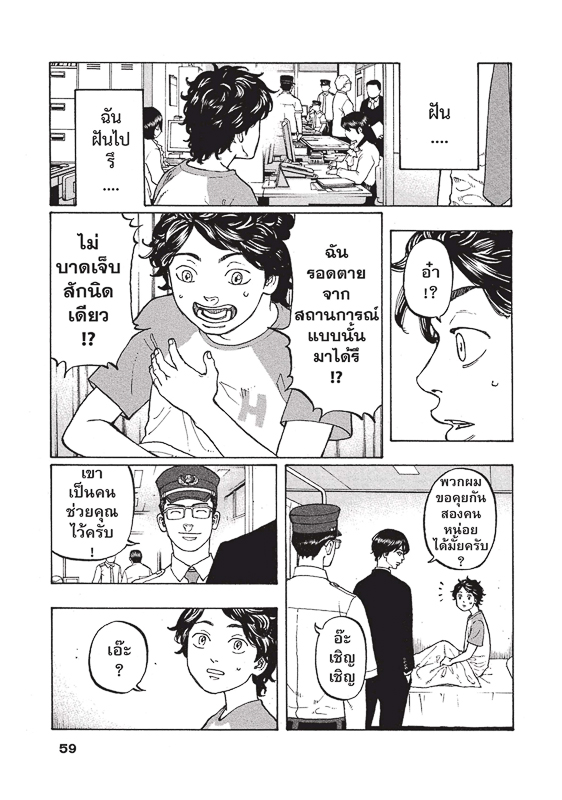 ฝัน
....
ฉัน
ฝันไป
รึ
....
อ๋า
!?
ฉัน
รอดตาย
จาก
สถานการณ์
แบบนั้น
มาได้รึ
!?
ไม่
บาดเจ็บ
สักนิด
เดียว
!?
H
พวกผม
ขอคุยกัน
สองคน
หน่อย
ได้มั้ยครับ
?
อ๊ะ
เชิญ
เชิญ
เขา
เป็นคน
ช่วยคุณ
ไว้ครับ
!
เอ๊ะ
?
59